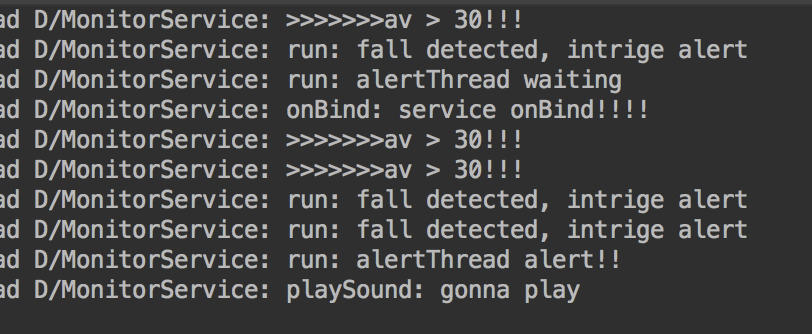 ad D/MonitorService: >>>>>>>av > 30!!!
ad D/MonitorService: run: fall detected, intrige alert
ad D/MonitorService: run: alertThread waiting
ad D/MonitorService: onBind: service onBind!!!!
ad D/MonitorService: >>>>>>>av > 30!!!
ad D/MonitorService: >>>>>>>av > 30!!!
ad D/MonitorService: run: fall detected, intrige alert
ad D/MonitorService: run: fall detected, intrige alert
ad D/MonitorService: run: alertThread alert!!
ad D/MonitorService: playSound: gonna play